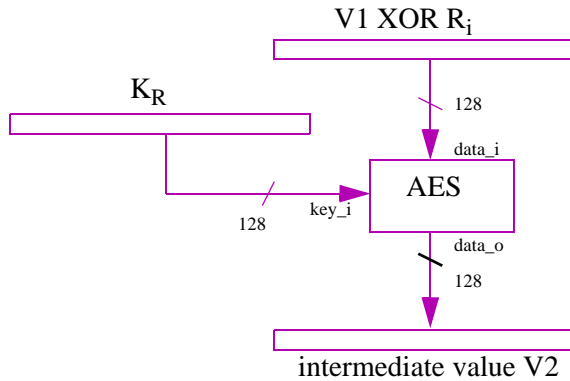 V1 XOR Ri
KR
128
data_i
AES
key_i
128
data_o
128
intermediate value V2